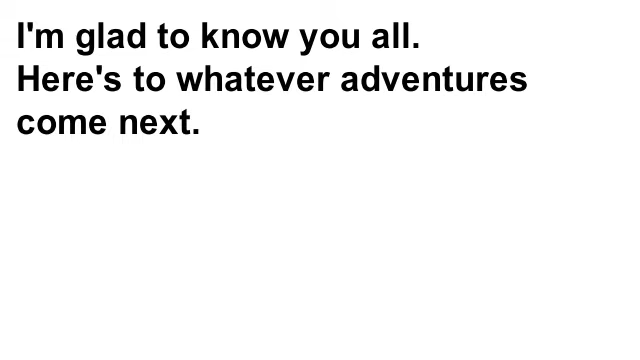 I'm glad to know you all.
Here's to whatever adventures
come next.